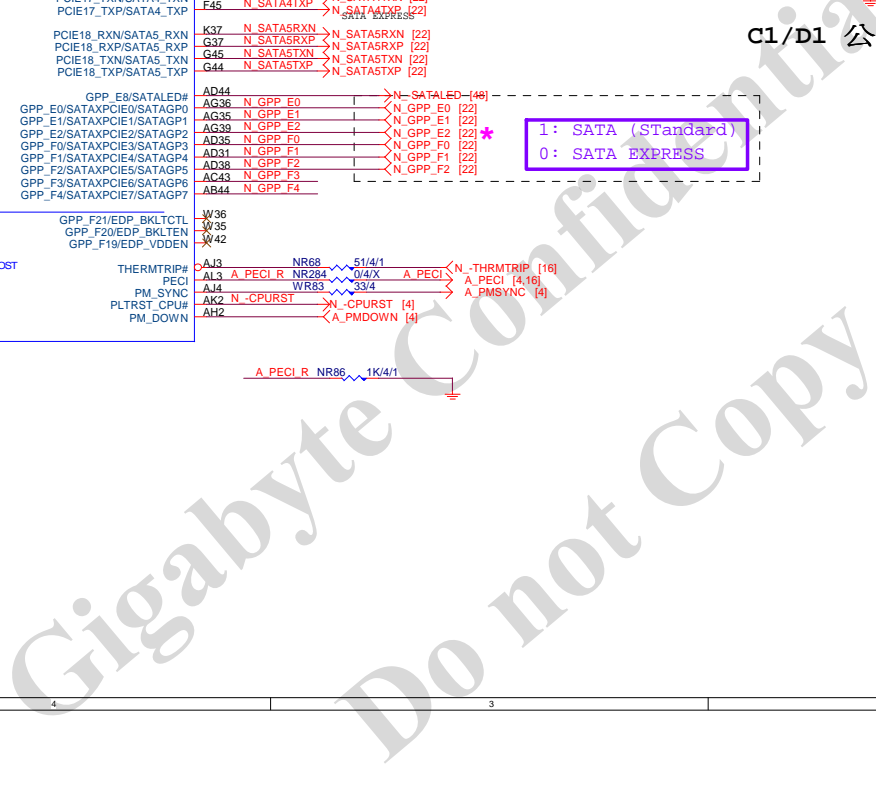 PCIE17_TXP/SATA4_TXP F45 N_SATA4TXP N_SATA4TXP [22]
SATA EXPRESS
PCIE18_RXN/SATA5_RXN K37 N_SATA5RXN N_SATA5RXN [22]
PCIE18_RXP/SATA5_RXP G37 N_SATA5RXP N_SATA5RXP [22]
PCIE18_TXN/SATA5_TXN G45 N_SATA5TXN N_SATA5TXN [22]
PCIE18_TXP/SATA5_TXP G44 N_SATA5TXP N_SATA5TXP [22]
C1/D1 公
GPP_E8/SATALED# AD44 N_-SATALED [48]
GPP_E0/SATAXPCIE0/SATAGP0 AG36 N_GPP_E0 N_GPP_E0 [22]
GPP_E1/SATAXPCIE1/SATAGP1 AG35 N_GPP_E1 N_GPP_E1 [22]
GPP_E2/SATAXPCIE2/SATAGP2 AG39 N_GPP_E2 N_GPP_E2 [22] *
GPP_F0/SATAXPCIE3/SATAGP3 AD35 N_GPP_F0 N_GPP_F0 [22]
GPP_F1/SATAXPCIE4/SATAGP4 AD31 N_GPP_F1 N_GPP_F1 [22]
GPP_F2/SATAXPCIE5/SATAGP5 AD38 N_GPP_F2 N_GPP_F2 [22]
GPP_F3/SATAXPCIE6/SATAGP6 AC43 N_GPP_F3
GPP_F4/SATAXPCIE7/SATAGP7 AB44 N_GPP_F4
1: SATA (STandard)
0: SATA EXPRESS
GPP_F21/EDP_BKLTCTL W36
GPP_F20/EDP_BKLTEN W35
GPP_F19/EDP_VDDEN W42
OST
THERMTRIP# AJ3 NR68 51/4/1 N_-THRMTRIP [16]
PECI AL3 A_PECI_R NR284 0/4/X A_PECI A_PECI [4,16]
PM_SYNC AJ4 WR83 33/4 A_PMSYNC [4]
PLTRST_CPU# AK2 N_-CPURST N_-CPURST [4]
PM_DOWN AH2 A_PMDOWN [4]
A_PECI_R NR86 1K/4/1
Gigabyte Confidentia
Do not Copy
4 3